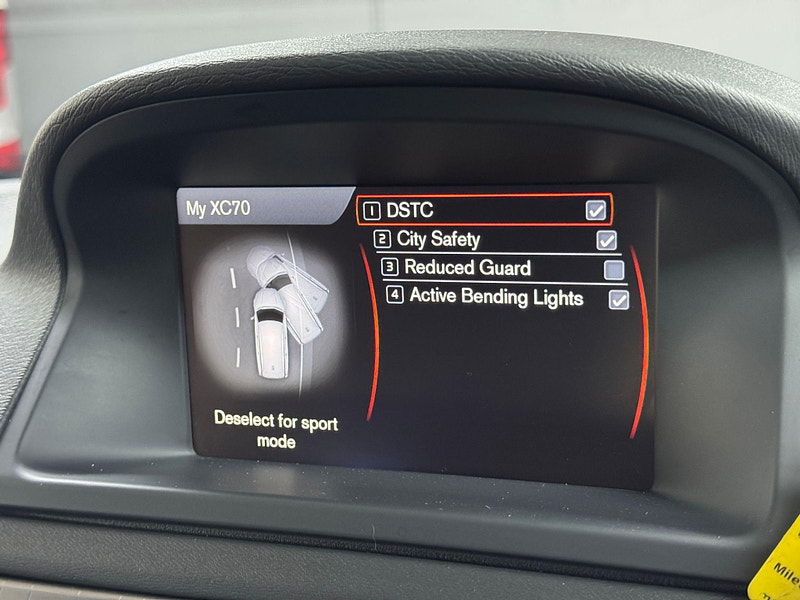 My XC70
1 DSTC
2 City Safety
3 Reduced Guard
4 Active Bending Lights
Deselect for sport
mode